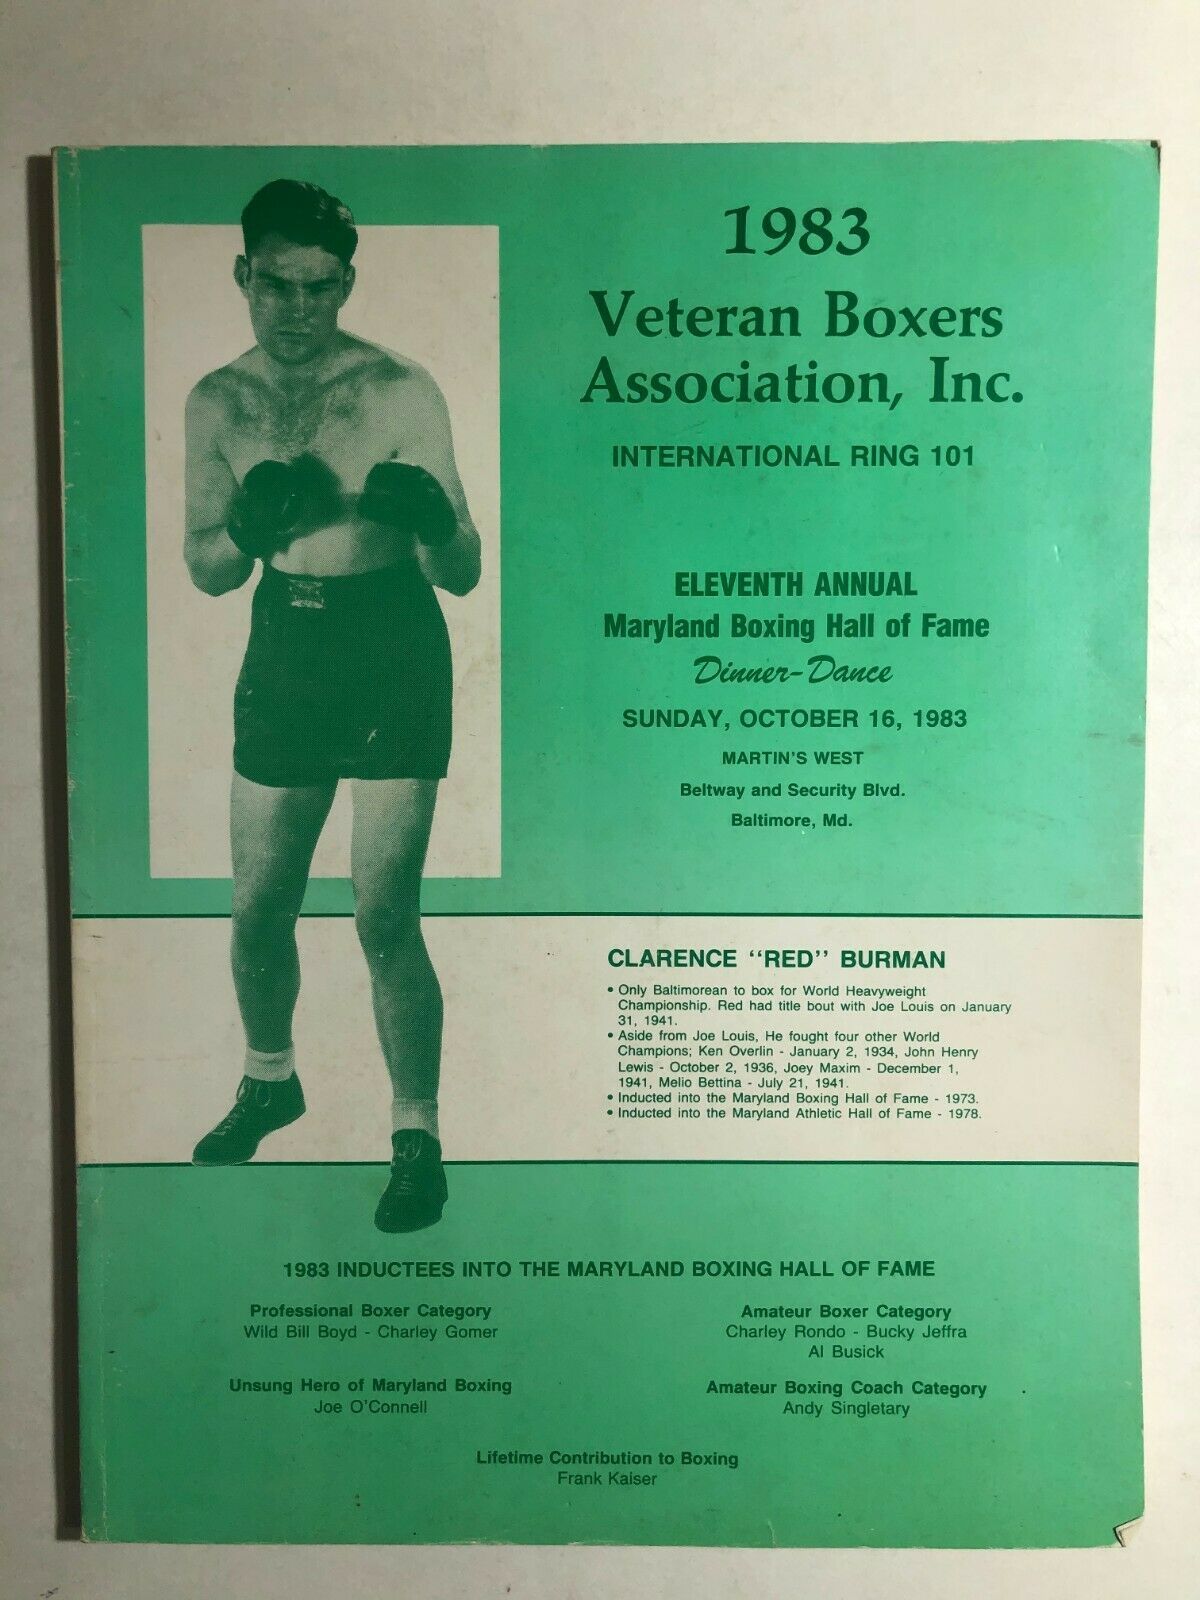 1983
Veteran Boxers
Association, Inc.
INTERNATIONAL RING 101
ELEVENTH ANNUAL
Maryland Boxing Hall of Fame
Dinner-Dance
SUNDAY, OCTOBER 16, 1983
MARTIN'S WEST
Beltway and Security Blvd.
Baltimore, Md.
CLARENCE "RED" BURMAN
• Only Baltimorean to box for World Heavyweight
Championship. Red had title bout with Joe Louis on January
31, 1941.
• Aside from Joe Louis, He fought four other World
Champions; Ken Overlin - January 2, 1934, John Henry
Lewis - October 2, 1936, Joey Maxim - December 1,
1941, Melio Bettina - July 21, 1941.
• Inducted into the Maryland Boxing Hall of Fame - 1973.
• Inducted into the Maryland Athletic Hall of Fame - 1978.
1983 INDUCTEES INTO THE MARYLAND BOXING HALL OF FAME
Professional Boxer Category
Wild Bill Boyd - Charley Gomer
Amateur Boxer Category
Charley Rondo - Bucky Jeffra
Al Busick
Unsung Hero of Maryland Boxing
Joe O'Connell
Amateur Boxing Coach Category
Andy Singletary
Lifetime Contribution to Boxing
Frank Kaiser